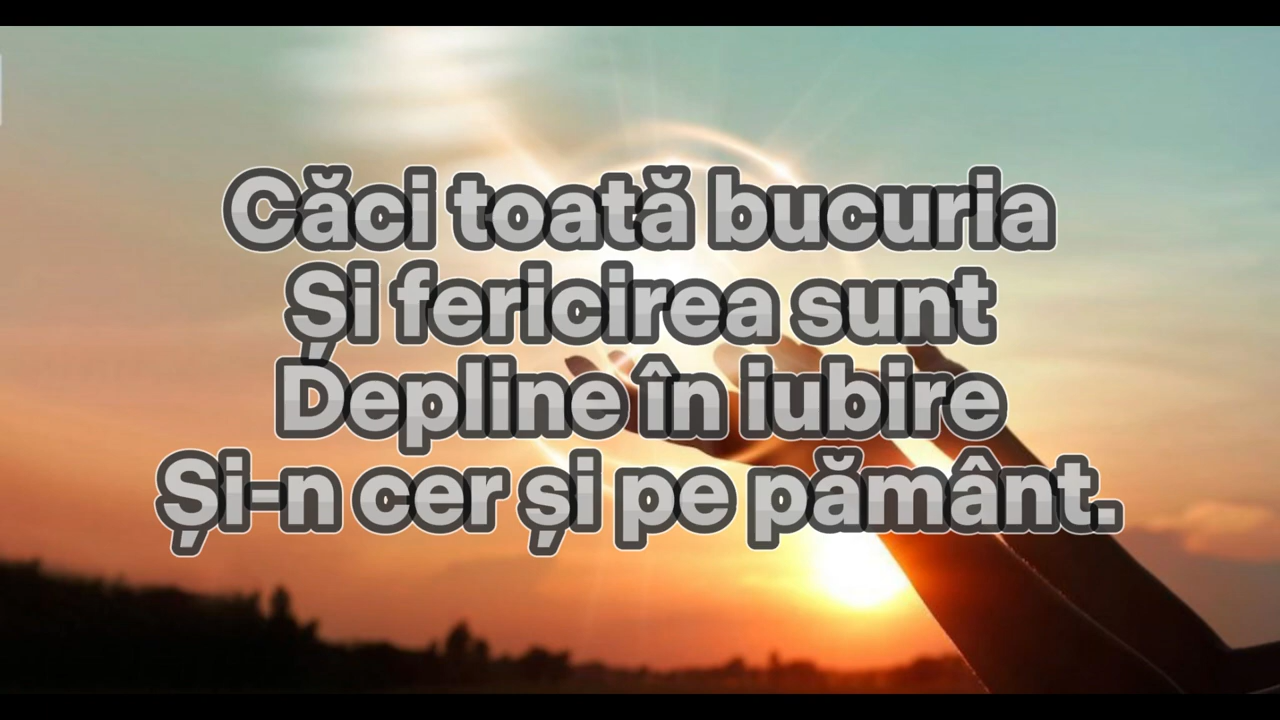 Căci toată bucuria
Și fericirea sunt
Depline în iubire
Și-n cer și pe pământ.